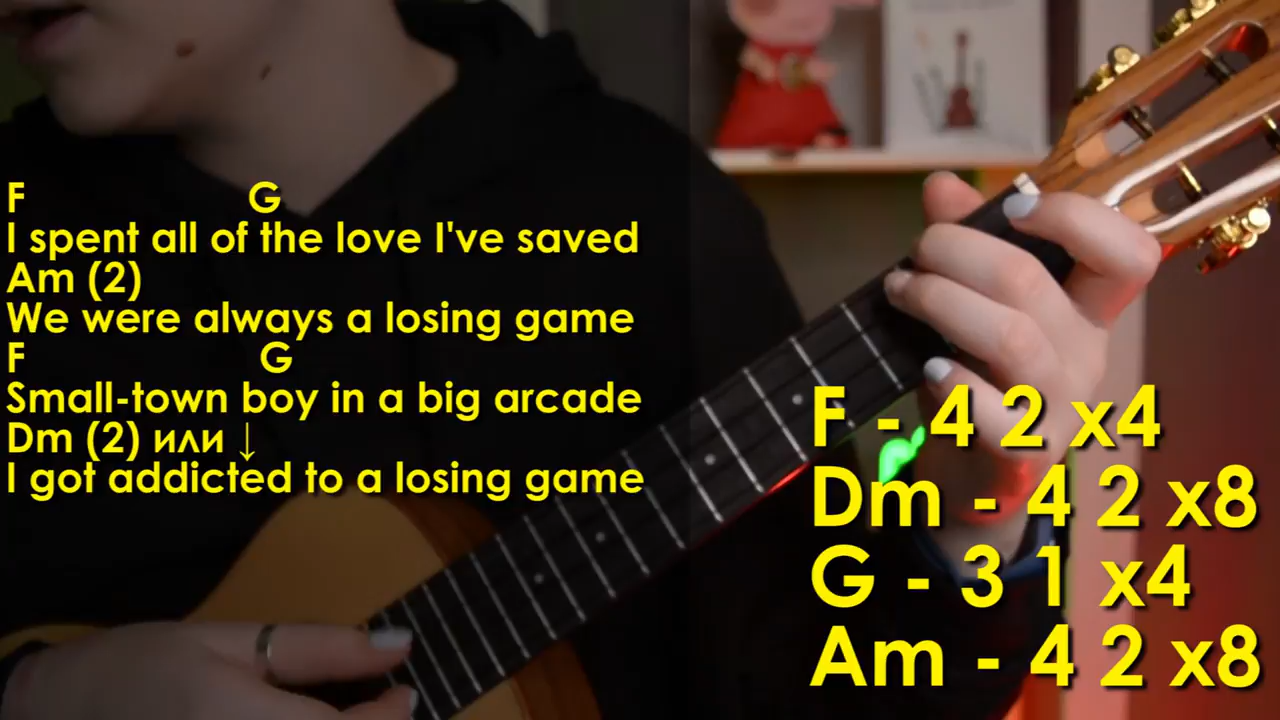 F G
I spent all of the love I've saved
Am (2)
We were always a losing game
F G
Small-town boy in a big arcade
Dm (2) или ↓
I got addicted to a losing game
F - 4 2 x4
Dm - 4 2 x8
G - 3 1 x4
Am - 4 2 x8